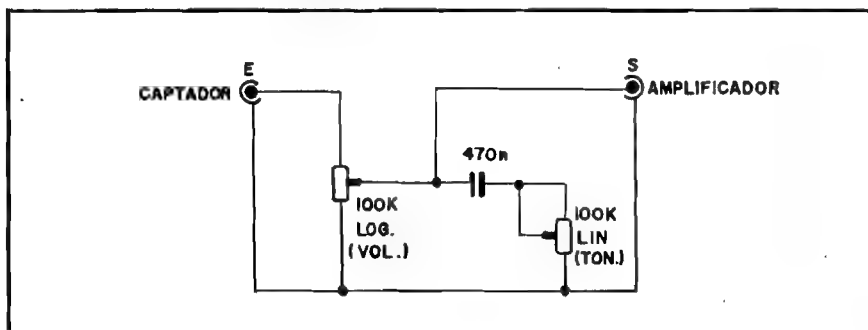 E
CAPTADOR
S
AMPLIFICADOR
470n
100K
LOG.
(VOL.)
100K
LIN
(TON.)